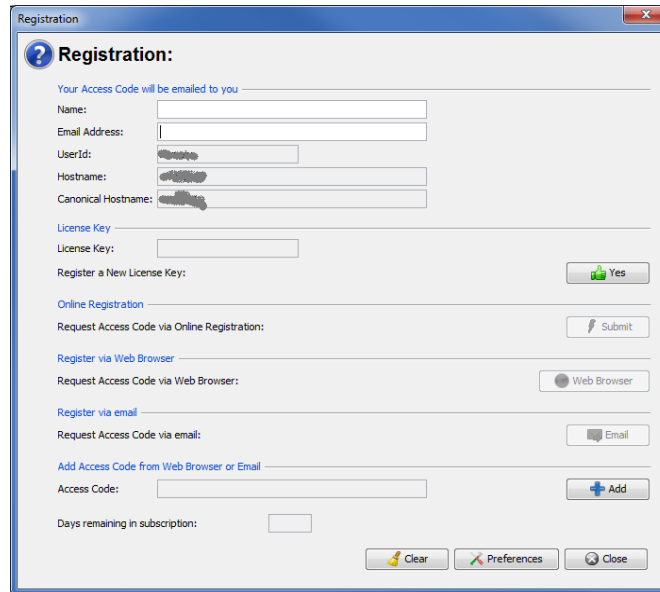 Registration
Registration:
Your Access Code will be emailed to you
Name:
Email Address:
UserId:
Hostname:
Canonical Hostname:
License Key
License Key:
Register a New License Key:
Yes
Online Registration
Request Access Code via Online Registration:
Submit
Register via Web Browser
Request Access Code via Web Browser:
Web Browser
Register via email
Request Access Code via email:
Email
Add Access Code from Web Browser or Email
Access Code:
Add
Days remaining in subscription:
Clear
Preferences
Close